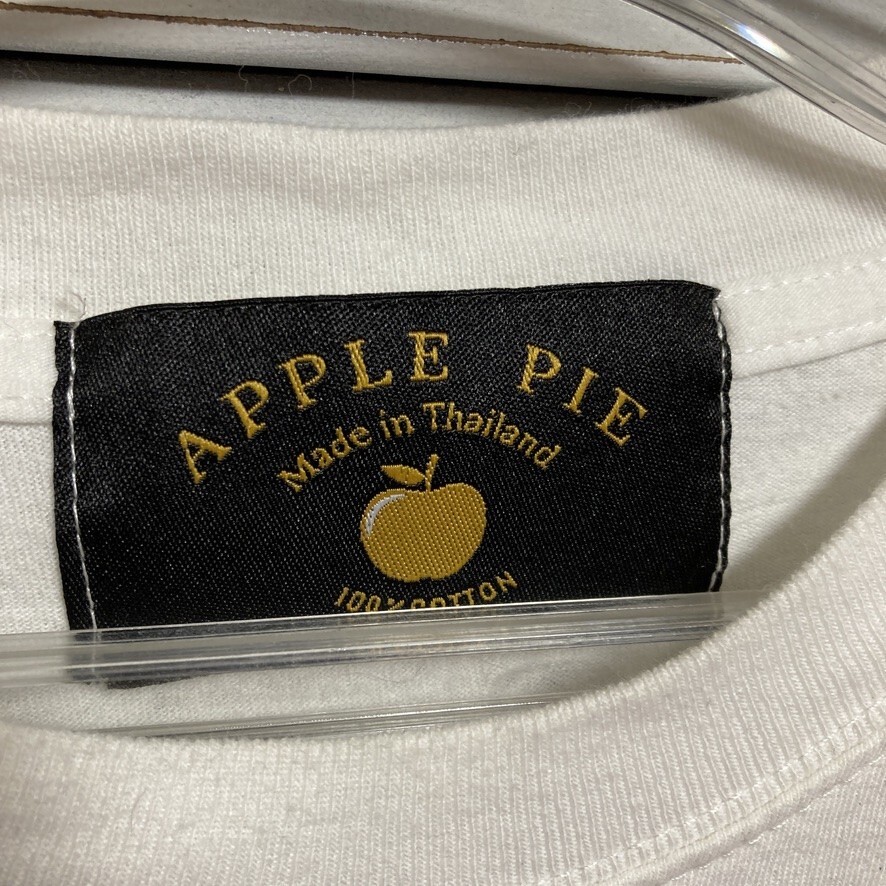 APPLE PIE
Made in Thailand
100% COTTON